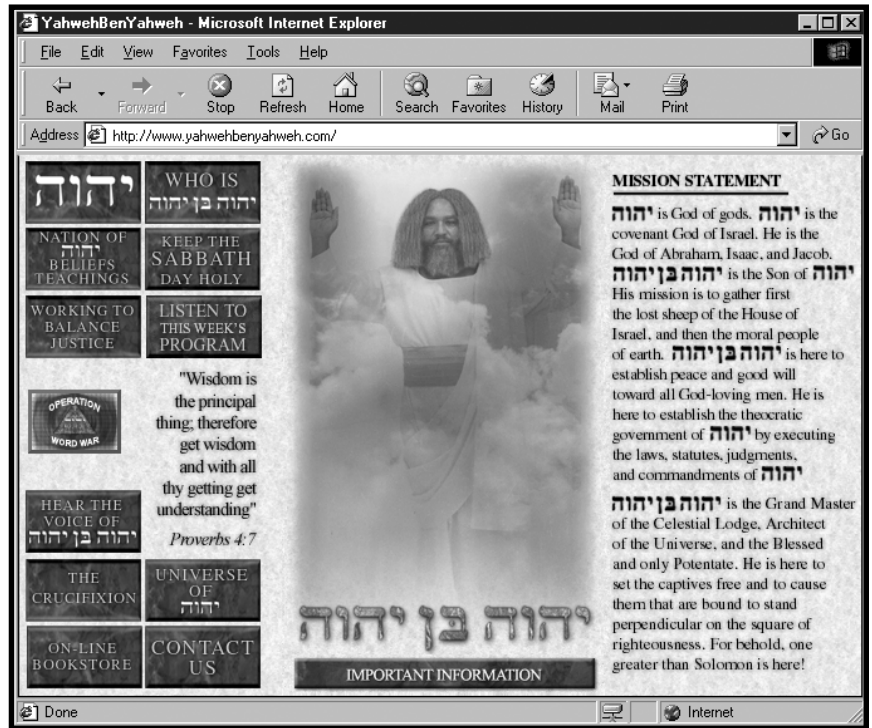 YahwehBenYahweh - Microsoft Internet Explorer
File Edit View Favorites Tools Help
Back Forward Stop Refresh Home Search Favorites History Mail Print
Address http://www.yahwehbenyahweh.com/ Go
יהוה
WHO IS
יהוה בן יהוה
NATION OF
יהוה
BELIEFS
TEACHINGS
KEEP THE
SABBATH
DAY HOLY
WORKING TO
BALANCE
JUSTICE
LISTEN TO
THIS WEEK'S
PROGRAM
OPERATION
WORD WAR
"Wisdom is
the principal
thing; therefore
get wisdom
and with all
thy getting get
understanding"
Proverbs 4:7
HEAR THE
VOICE OF
יהוה בן יהוה
THE
CRUCIFIXION
UNIVERSE
OF
יהוה
ON-LINE
BOOKSTORE
CONTACT
US
יהוה בן יהוה
IMPORTANT INFORMATION
MISSION STATEMENT
יהוה is God of gods. יהוה is the
covenant God of Israel. He is the
God of Abraham, Isaac, and Jacob.
יהוה בן יהוה is the Son of יהוה
His mission is to gather first
the lost sheep of the House of
Israel, and then the moral people
of earth. יהוה בן יהוה is here to
establish peace and good will
toward all God-loving men. He is
here to establish the theocratic
government of יהוה by executing
the laws, statutes, judgments,
and commandments of יהוה
יהוה בן יהוה is the Grand Master
of the Celestial Lodge, Architect
of the Universe, and the Blessed
and only Potentate. He is here to
set the captives free and to cause
them that are bound to stand
perpendicular on the square of
righteousness. For behold, one
greater than Solomon is here!
Done Internet